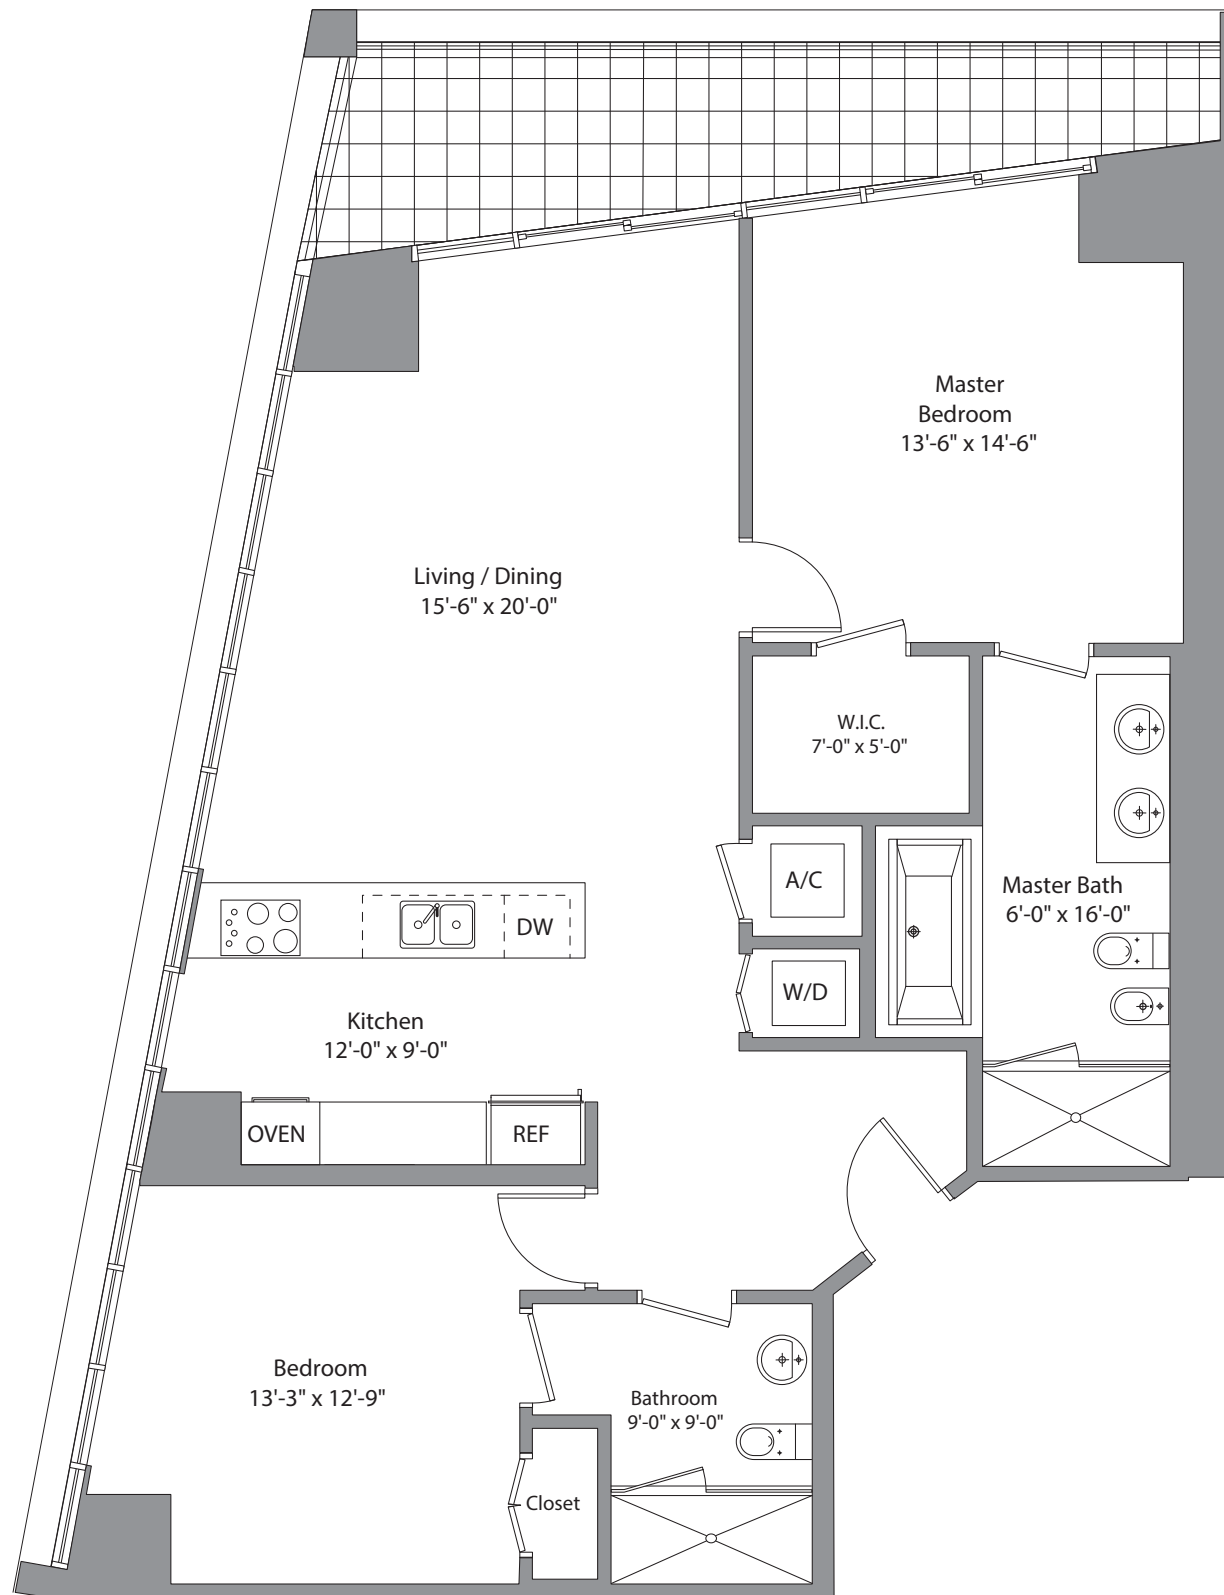 Master
Bedroom
13'-6" x 14'-6"
Living / Dining
15'-6" x 20'-0"
W.I.C.
7'-0" x 5'-0"
A/C
Master Bath
6'-0" x 16'-0"
DW
W/D
Kitchen
12'-0" x 9'-0"
OVEN
REF
Bedroom
13'-3" x 12'-9"
Bathroom
9'-0" x 9'-0"
Closet